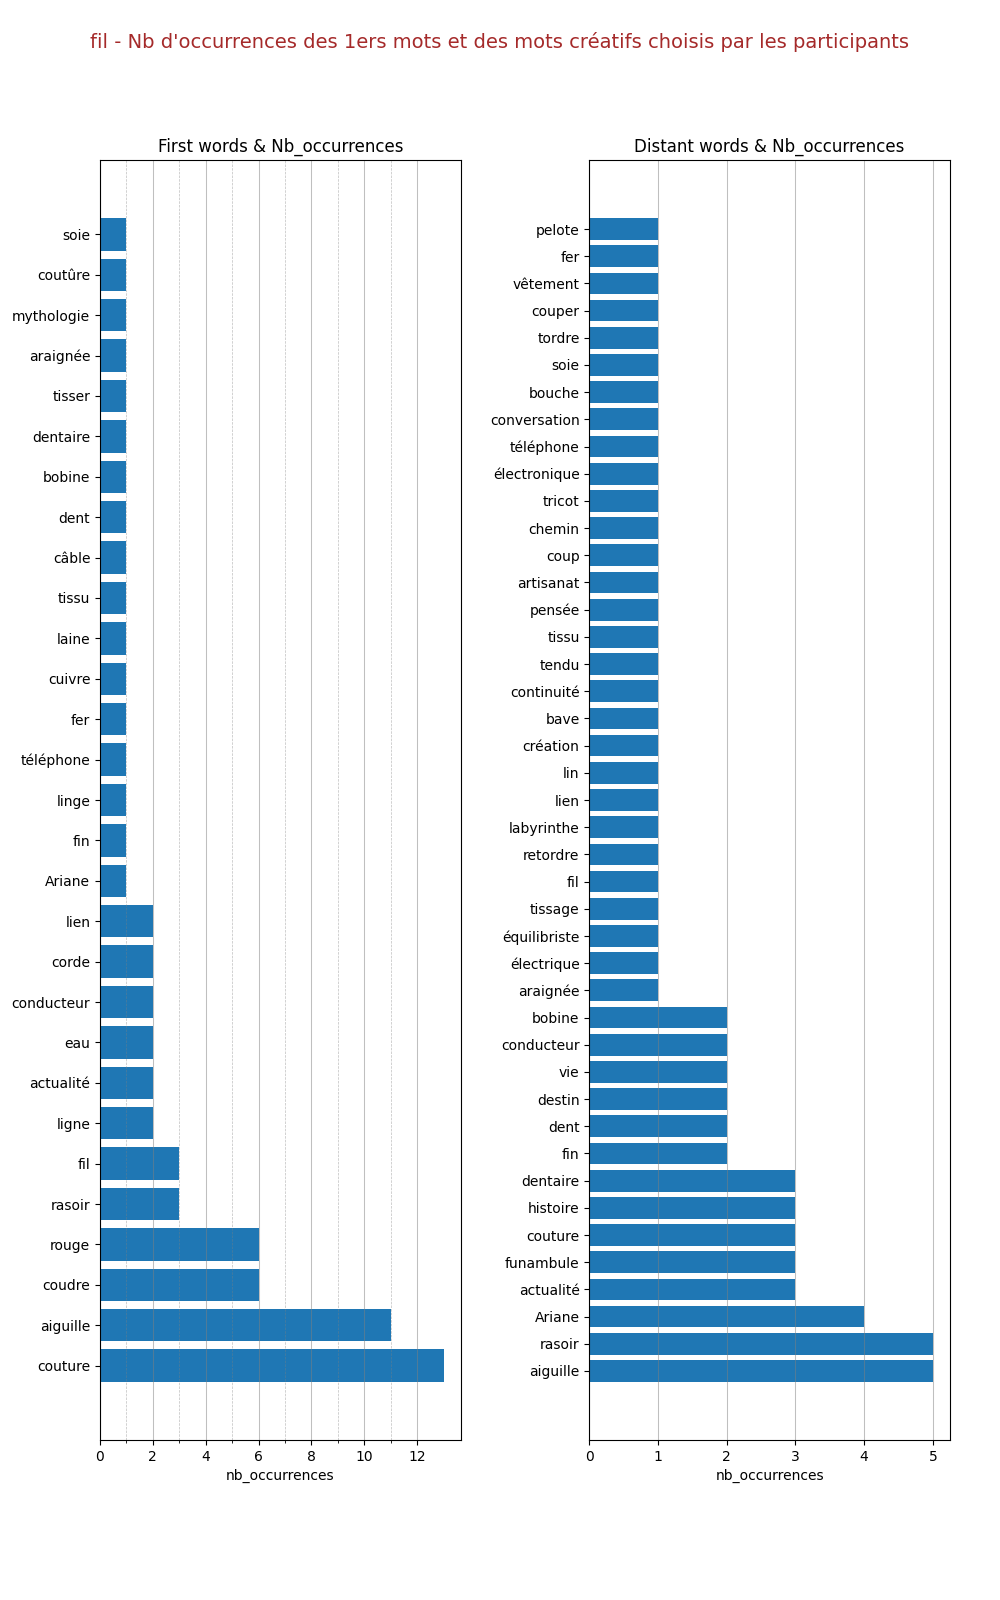 fil - Nb d'occurrences des 1ers mots et des mots créatifs choisis par les participants
First words & Nb_occurrences
soie
coutûre
mythologie
araignée
tisser
dentaire
bobine
dent
câble
tissu
laine
cuivre
fer
téléphone
linge
fin
Ariane
lien
corde
conducteur
eau
actualité
ligne
fil
rasoir
rouge
coudre
aiguille
couture
0 2 4 6 8 10 12
nb_occurrences
Distant words & Nb_occurrences
pelote
fer
vêtement
couper
tordre
soie
bouche
conversation
téléphone
électronique
tricot
chemin
coup
artisanat
pensée
tissu
tendu
continuité
bave
création
lin
lien
labyrinthe
retordre
fil
tissage
équilibriste
électrique
araignée
bobine
conducteur
vie
destin
dent
fin
dentaire
histoire
couture
funambule
actualité
Ariane
rasoir
aiguille
0 1 2 3 4 5
nb_occurrences